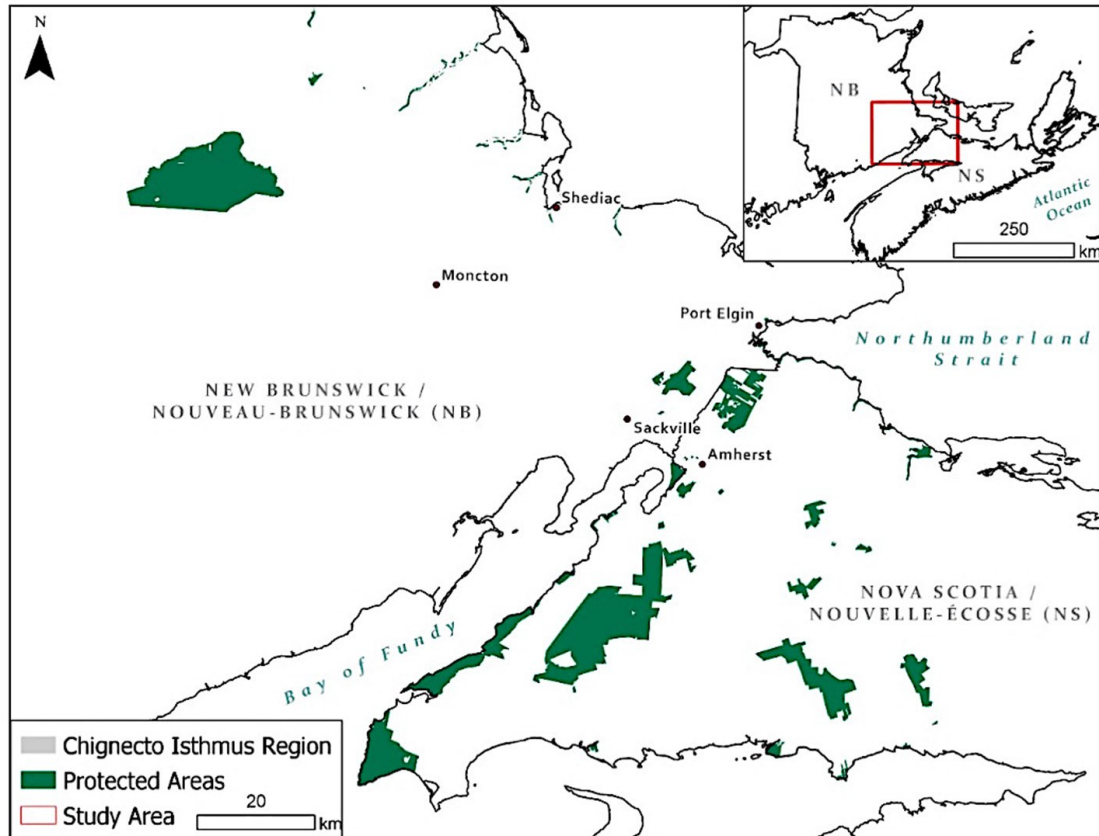 N
NB
NS
Atlantic
Ocean
250
km
Shediac
Moncton
Port Elgin
Northumberland
Strait
NEW BRUNSWICK /
NOUVEAU-BRUNSWICK (NB)
Sackville
Amherst
NOVA SCOTIA /
NOUVELLE-ÉCOSSE (NS)
Bay of Fundy
Chignecto Isthmus Region
Protected Areas
Study Area
20
km